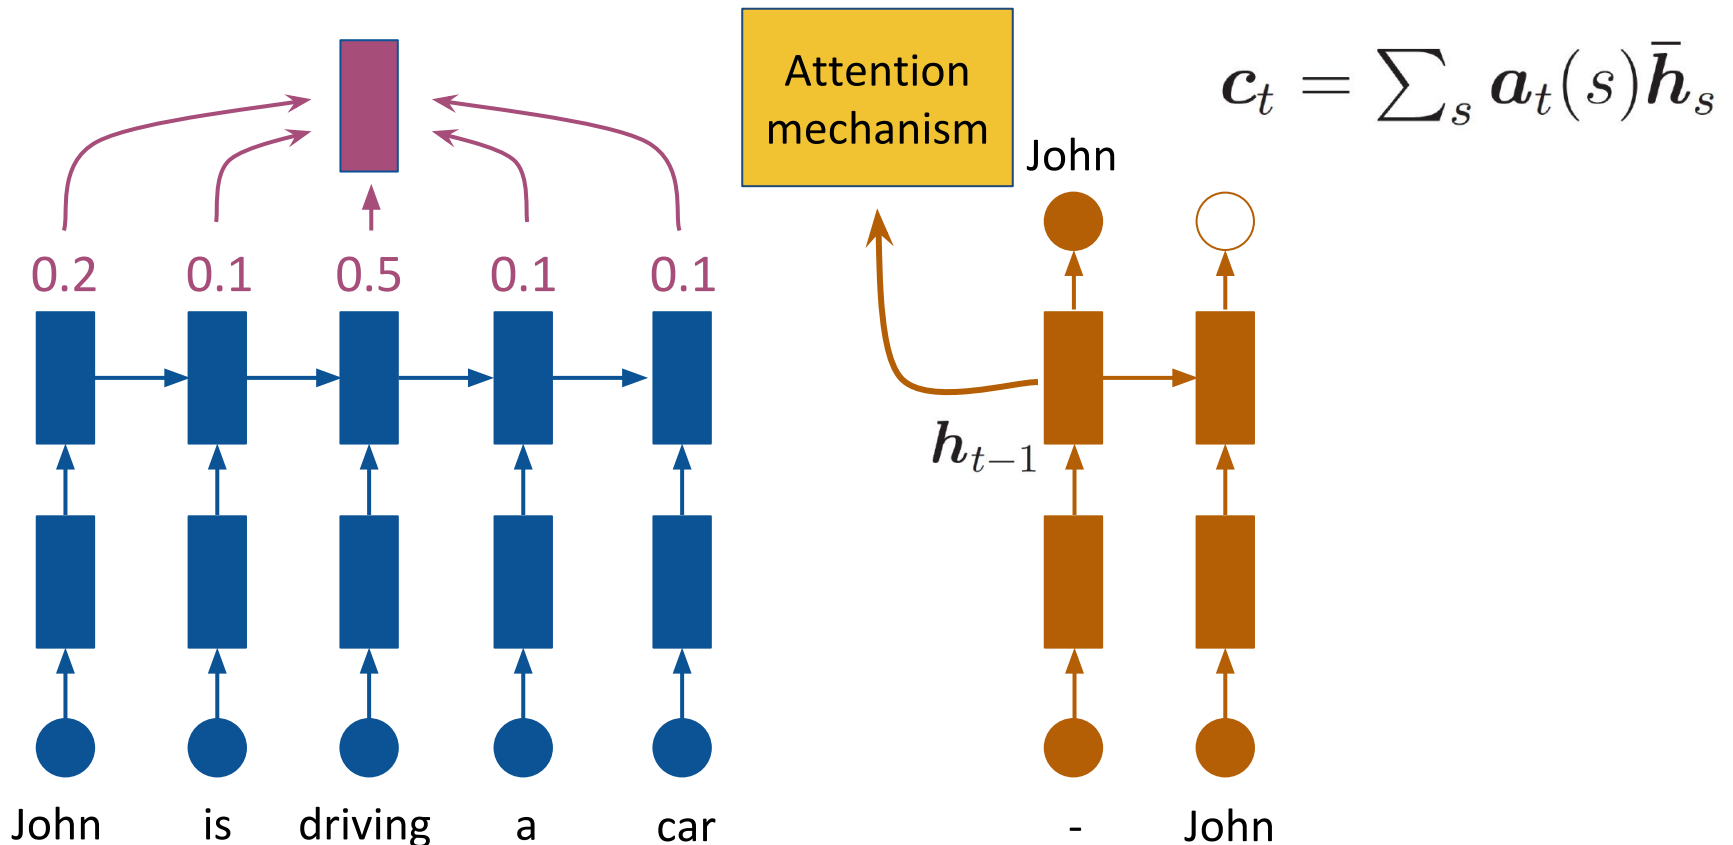 Attention
mechanism
c_t = ∑_s a_t(s) h̄_s
John
0.2 0.1 0.5 0.1 0.1
h_{t−1}
John is driving a car - John